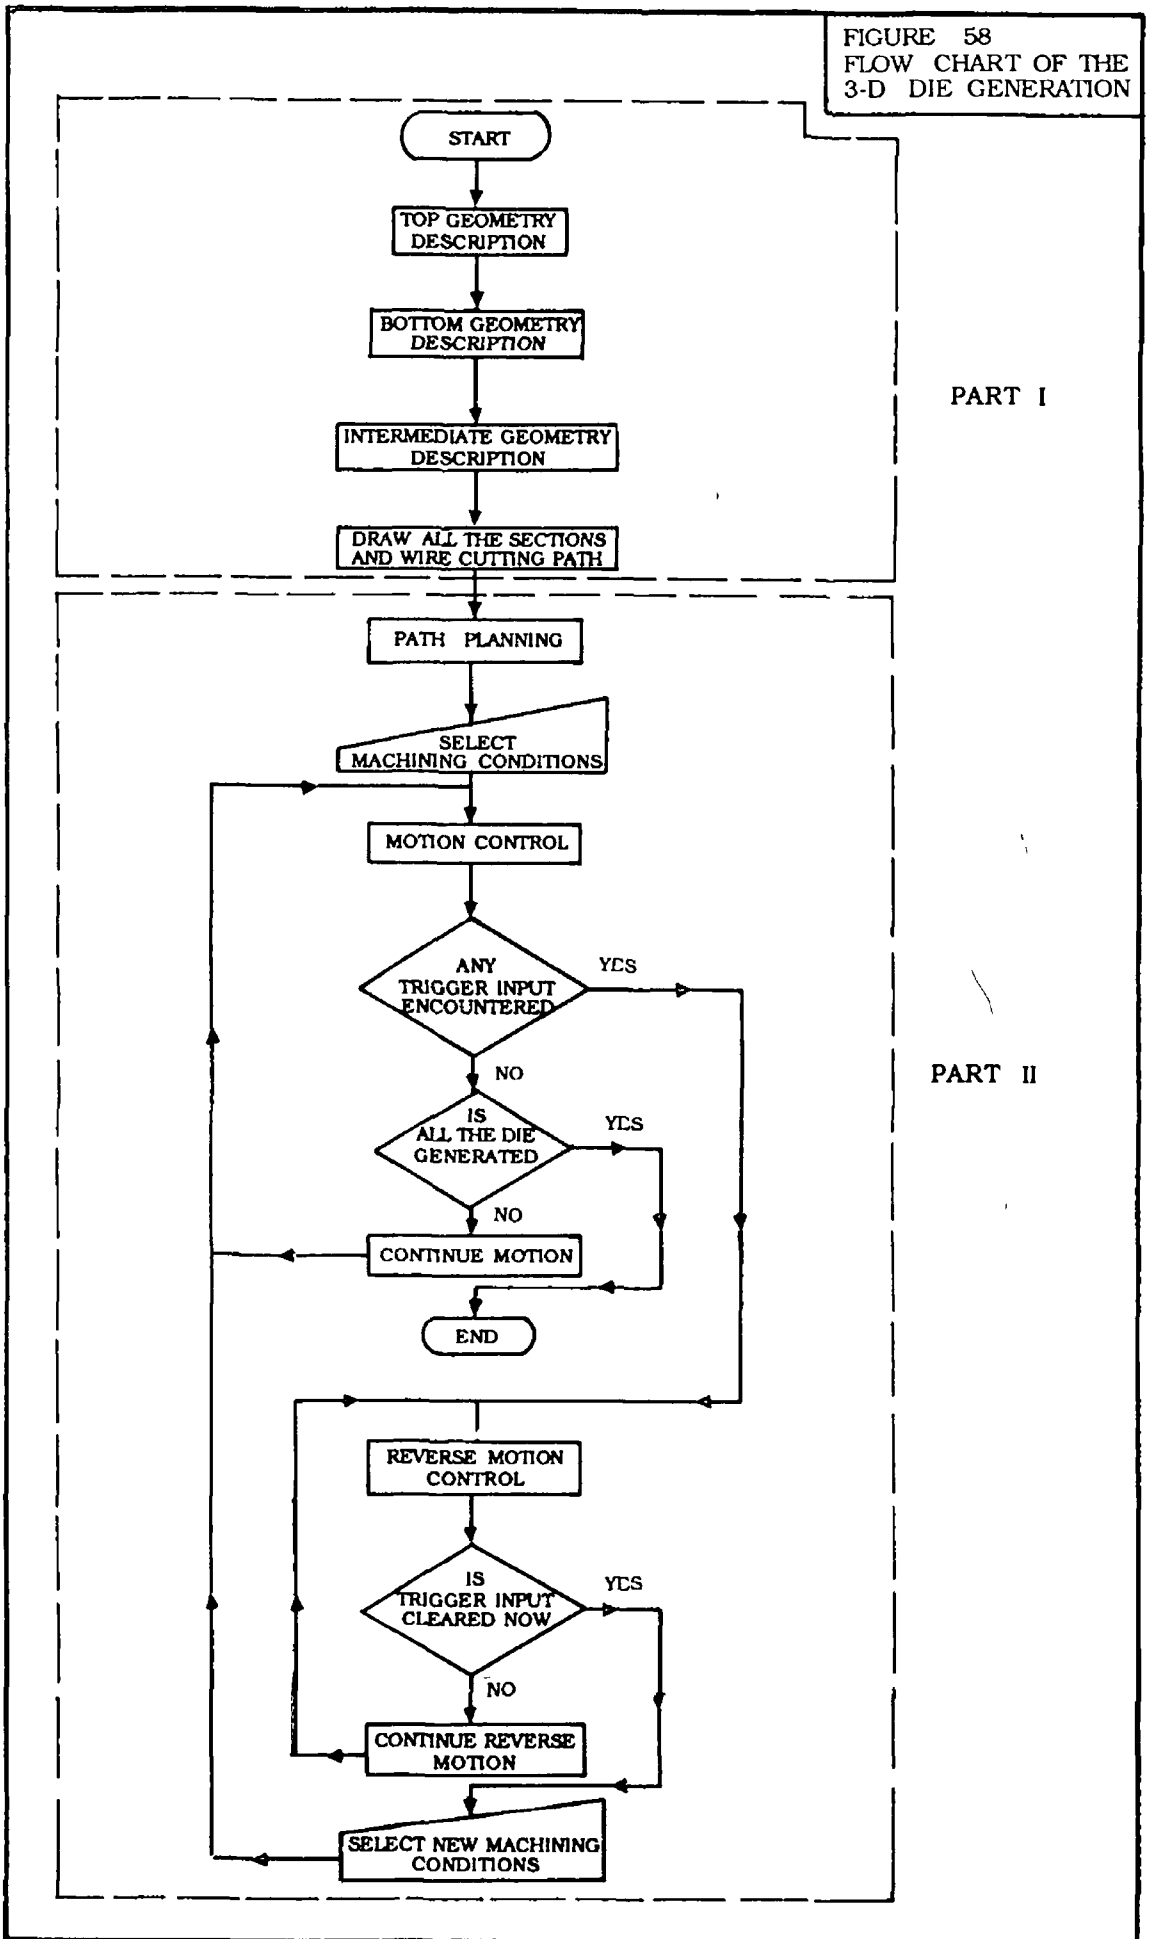 FIGURE 58
FLOW CHART OF THE
3-D DIE GENERATION
START
TOP GEOMETRY
DESCRIPTION
BOTTOM GEOMETRY
DESCRIPTION
PART I
INTERMEDIATE GEOMETRY
DESCRIPTION
DRAW ALL THE SECTIONS
AND WIRE CUTTING PATH
PATH PLANNING
SELECT
MACHINING CONDITIONS
MOTION CONTROL
ANY
TRIGGER INPUT
ENCOUNTERED
YES
NO
PART II
IS
ALL THE DIE
GENERATED
YES
NO
CONTINUE MOTION
END
REVERSE MOTION
CONTROL
IS
TRIGGER INPUT
CLEARED NOW
YES
NO
CONTINUE REVERSE
MOTION
SELECT NEW MACHINING
CONDITIONS